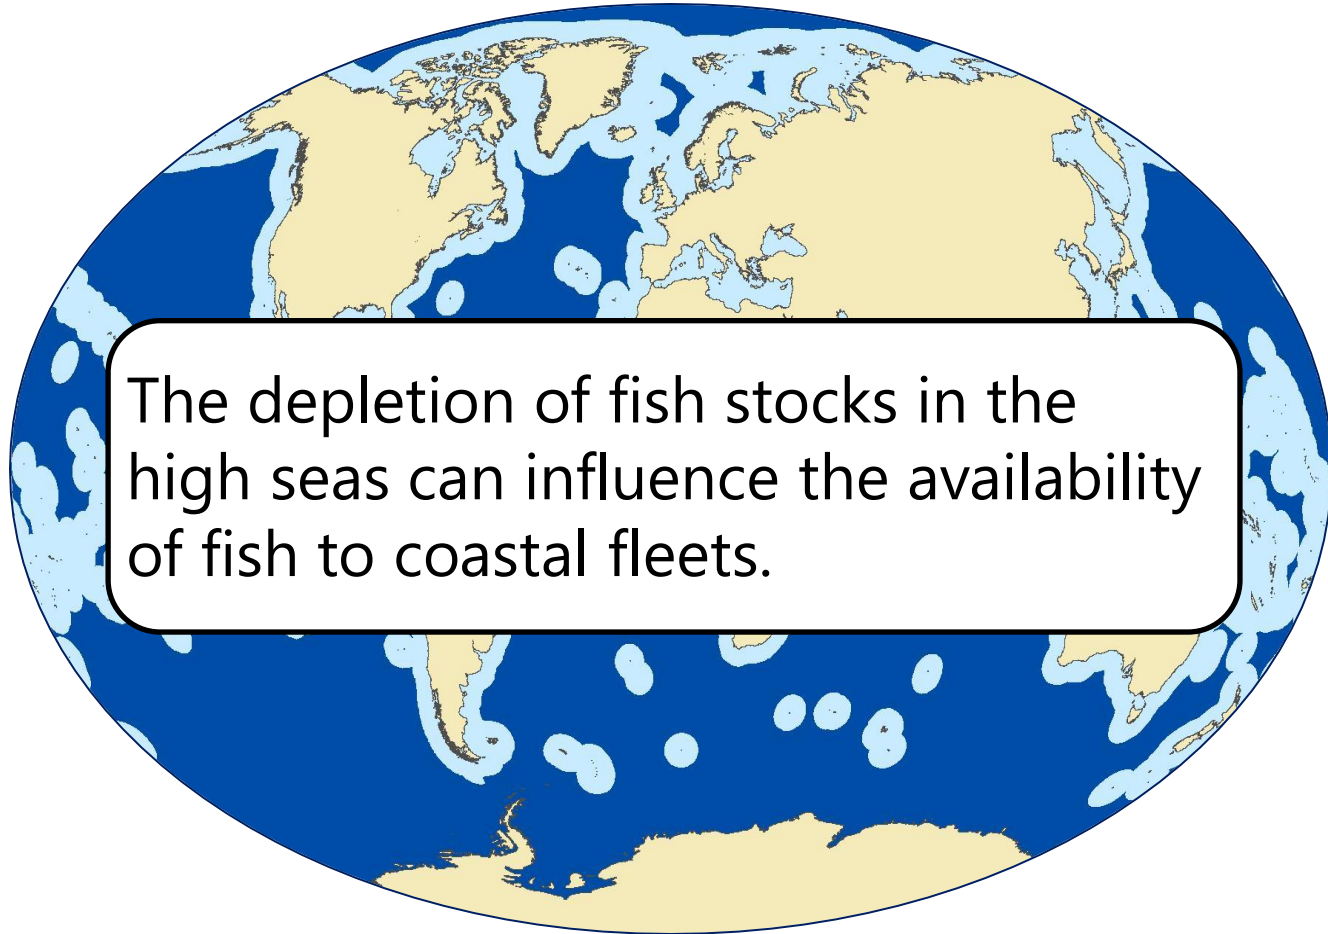 The depletion of fish stocks in the
high seas can influence the availability
of fish to coastal fleets.